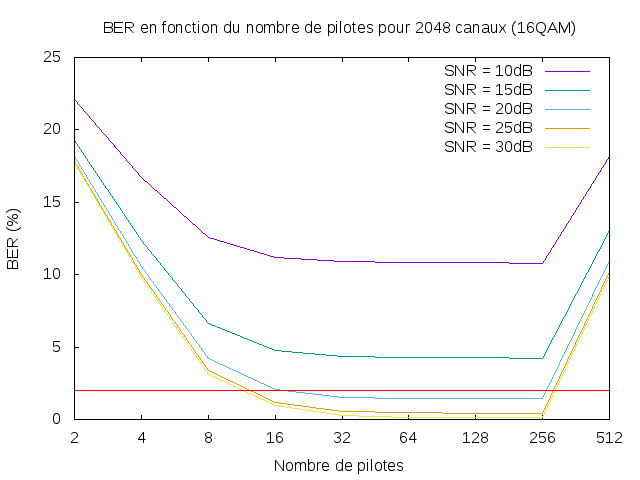 BER en fonction du nombre de pilotes pour 2048 canaux (16QAM)
25
20
15
10
5
0
BER (%)
SNR = 10dB
SNR = 15dB
SNR = 20dB
SNR = 25dB
SNR = 30dB
2 4 8 16 32 64 128 256 512
Nombre de pilotes